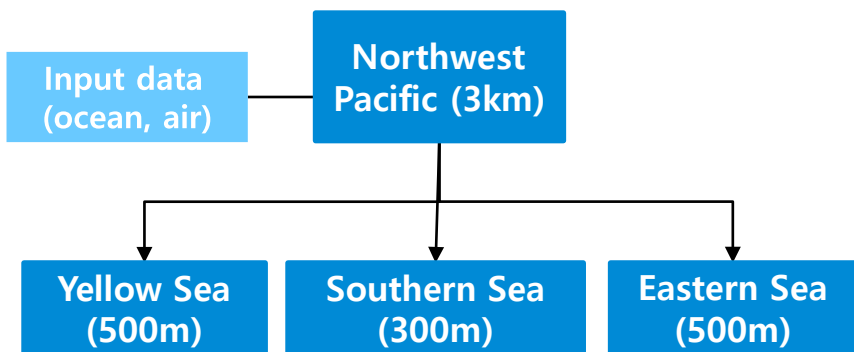 Northwest
Pacific (3km)
Input data
(ocean, air)
Yellow Sea
(500m)
Southern Sea
(300m)
Eastern Sea
(500m)